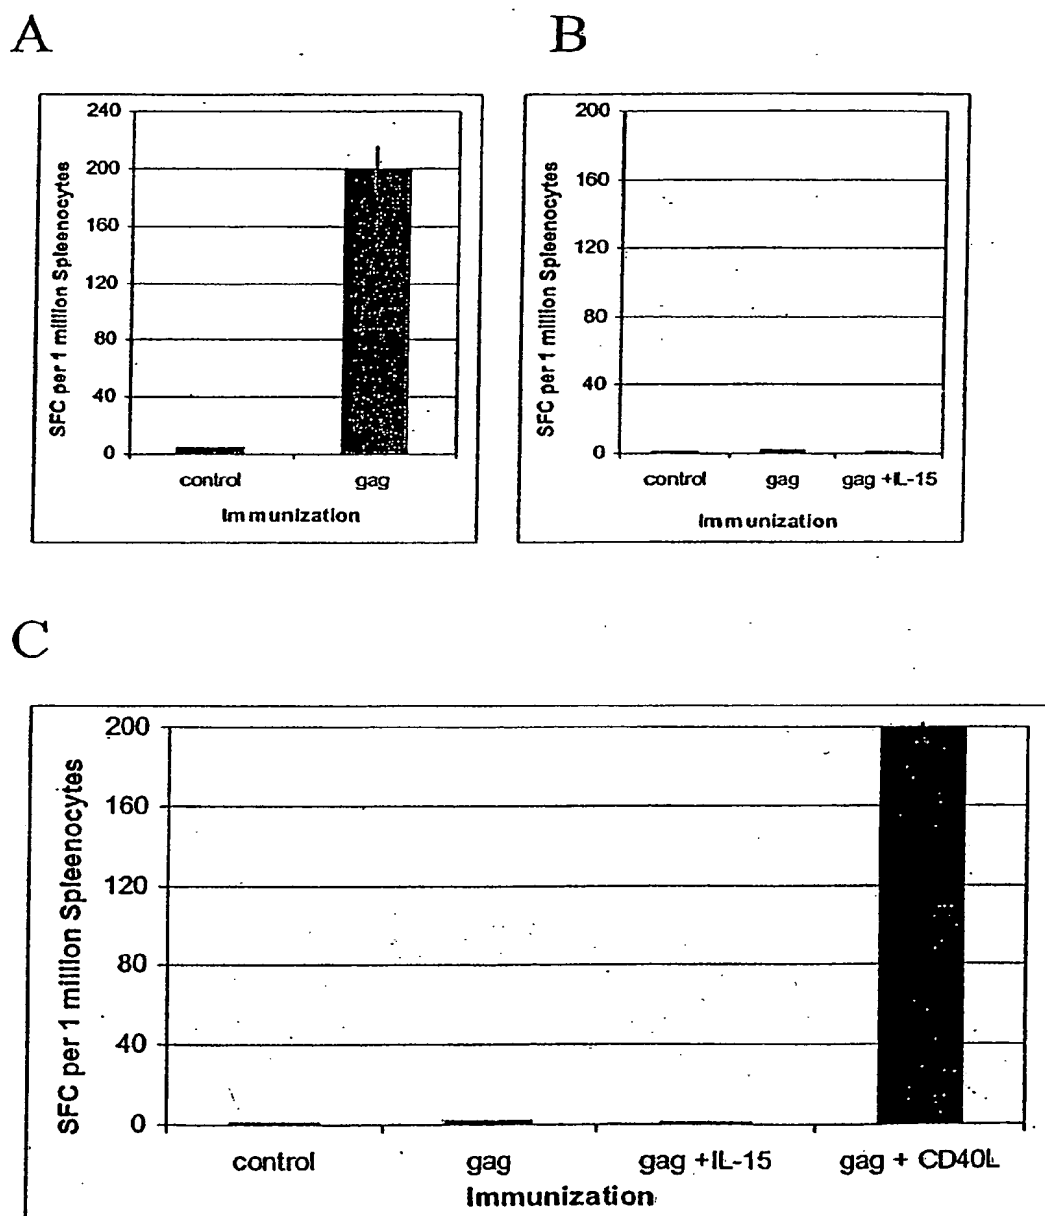 A
SFC per 1 million Spleenocytes
240
200
160
120
80
40
0
control gag
Immunization
B
SFC per 1 million Spleenocytes
200
160
120
80
40
0
control gag gag +IL-15
Immunization
C
SFC per 1 million Spleenocytes
200
160
120
80
40
0
control gag gag +IL-15 gag + CD40L
Immunization